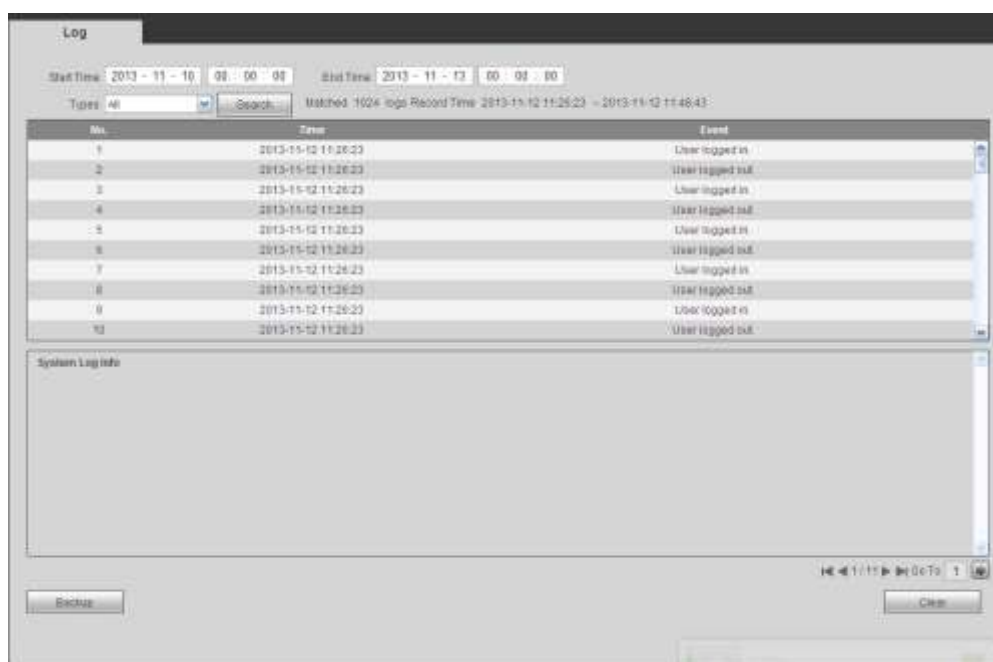 Log
Start Time 2013 - 11 - 10 00 : 00 : 00 End Time 2013 - 11 - 13 00 : 00 : 00
Types All Search Matched 1024 logs Record Time 2013-11-12 11:26:23 - 2013-11-12 11:48:43
No. Time Event
1 2013-11-12 11:26:23 User logged in
2 2013-11-12 11:26:23 User logged out
3 2013-11-12 11:26:23 User logged in
4 2013-11-12 11:26:23 User logged out
5 2013-11-12 11:26:23 User logged in
6 2013-11-12 11:26:23 User logged out
7 2013-11-12 11:26:23 User logged in
8 2013-11-12 11:26:23 User logged out
9 2013-11-12 11:26:23 User logged in
10 2013-11-12 11:26:23 User logged out
System Log Info
1 / 11 Go To 1
Backup Clear